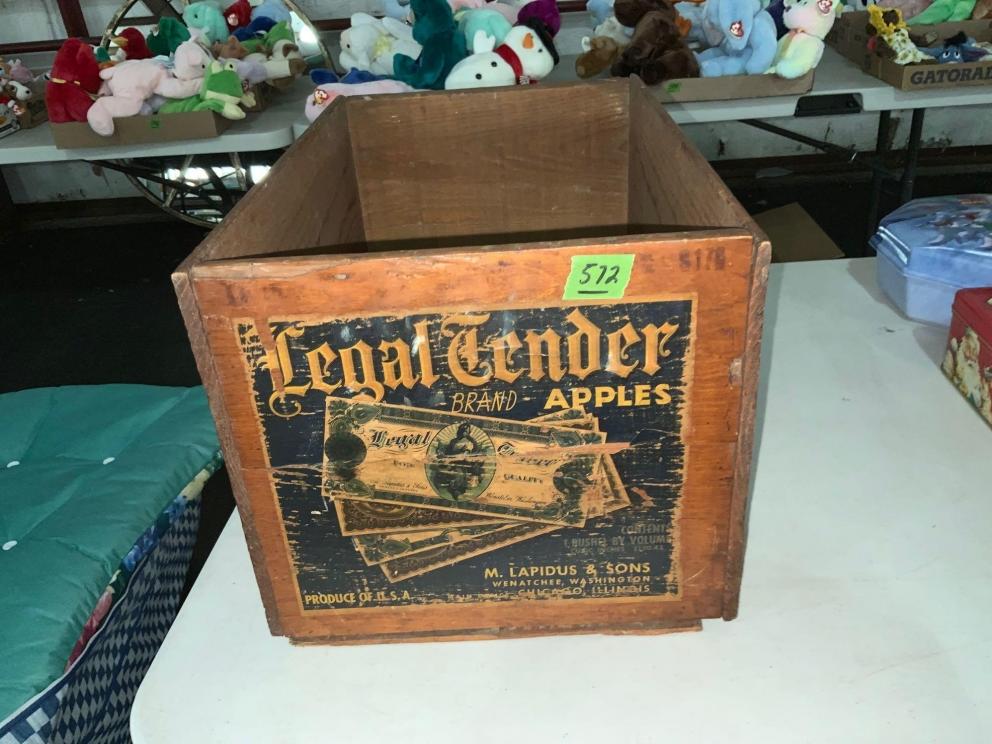 GATORAD
572
Legal Tender
BRAND
APPLES
Legal
QUALITY
CONTENTS
1 BUSHEL BY VOLUME
M. LAPIDUS & SONS
WENATCHEE, WASHINGTON
CHICAGO, ILLINOIS
PRODUCE OF U.S.A.